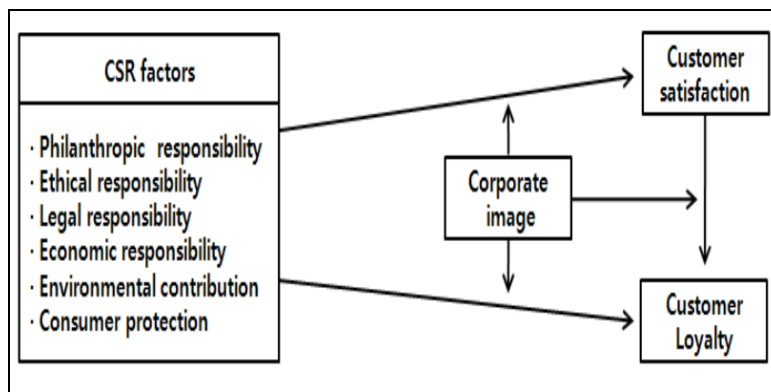 CSR factors
· Philanthropic responsibility
· Ethical responsibility
· Legal responsibility
· Economic responsibility
· Environmental contribution
· Consumer protection
Corporate
image
Customer
satisfaction
Customer
Loyalty